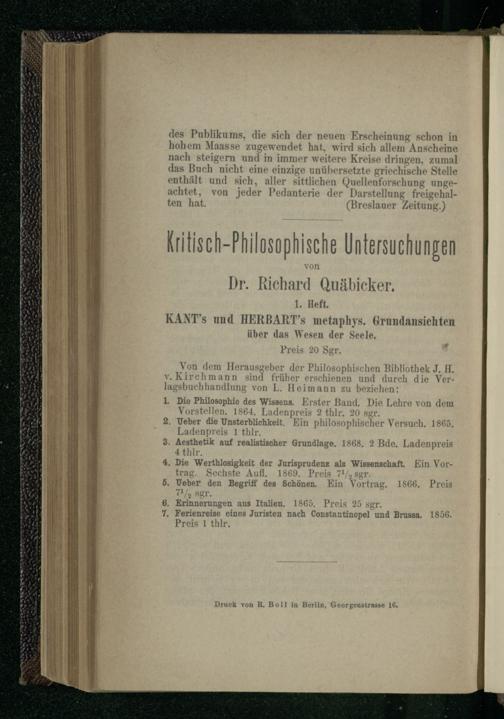 des Publikums, die sich der neuen Erscheinung schon in
hohem Maasse zugewendet hat, wird sich allem Anscheine
nach steigern und in immer weitere Kreise dringen, zumal
das Buch nicht eine einzige unübersetzte griechische Stelle
enthält und sich, aller sittlichen Quellenforschung unge-
achtet, von jeder Pedanterie der Darstellung freigehal-
ten hat. (Breslauer Zeitung.)
Kritisch-Philosophische Untersuchungen
von
Dr. Richard Quäbicker.
1. Heft.
KANT's und HERBART's metaphys. Grundansichten
über das Wesen der Seele.
Preis 20 Sgr.
Von dem Herausgeber der Philosophischen Bibliothek J. H.
v. Kirchmann sind früher erschienen und durch die Ver-
lagsbuchhandlung von L. Heimann zu beziehen:
1. Die Philosophie des Wissens. Erster Band. Die Lehre von dem
Vorstellen. 1864. Ladenpreis 2 thlr. 20 sgr.
2. Ueber die Unsterblichkeit. Ein philosophischer Versuch. 1865.
Ladenpreis 1 thlr.
3. Aesthetik auf realistischer Grundlage. 1868. 2 Bde. Ladenpreis
4 thlr.
4. Die Werthlosigkeit der Jurisprudenz als Wissenschaft. Ein Vor-
trag. Sechste Aufl. 1869. Preis 7½ sgr.
5. Ueber den Begriff des Schönen. Ein Vortrag. 1866. Preis
7½ sgr.
6. Erinnerungen aus Italien. 1865. Preis 25 sgr.
7. Ferienreise eines Juristen nach Constantinopel und Brussa. 1856.
Preis 1 thlr.
Druck von R. Boll in Berlin, Georgenstrasse 16.